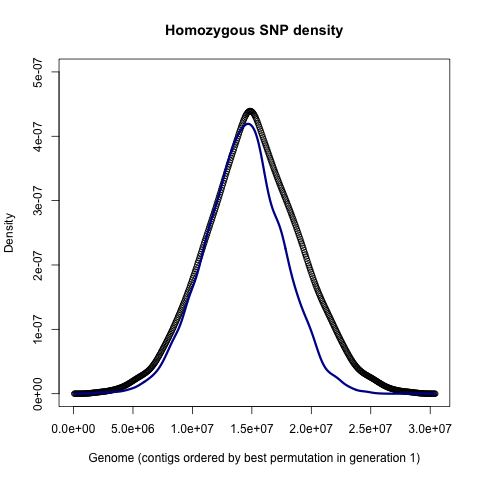 Homozygous SNP density
Density
5e-07
4e-07
3e-07
2e-07
1e-07
0e+00
0.0e+00 5.0e+06 1.0e+07 1.5e+07 2.0e+07 2.5e+07 3.0e+07
Genome (contigs ordered by best permutation in generation 1)